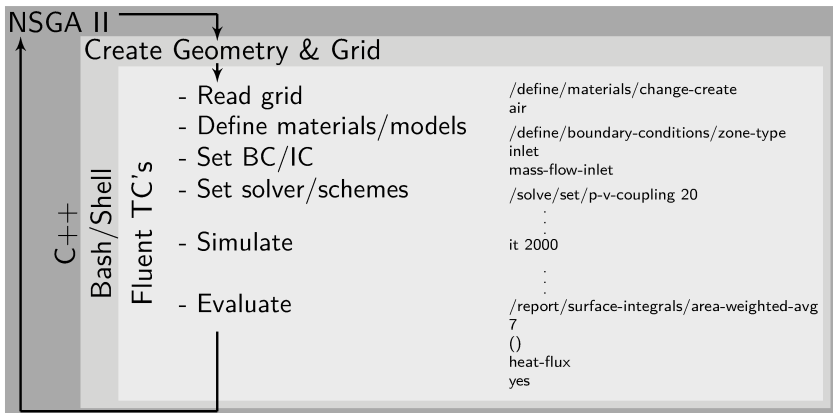 NSGA II
Create Geometry & Grid
C++
Bash/Shell
Fluent TC's
- Read grid
- Define materials/models
- Set BC/IC
- Set solver/schemes
- Simulate
- Evaluate
/define/materials/change-create
air
/define/boundary-conditions/zone-type
inlet
mass-flow-inlet
/solve/set/p-v-coupling 20
.
.
.
it 2000
.
.
.
/report/surface-integrals/area-weighted-avg
7
()
heat-flux
yes